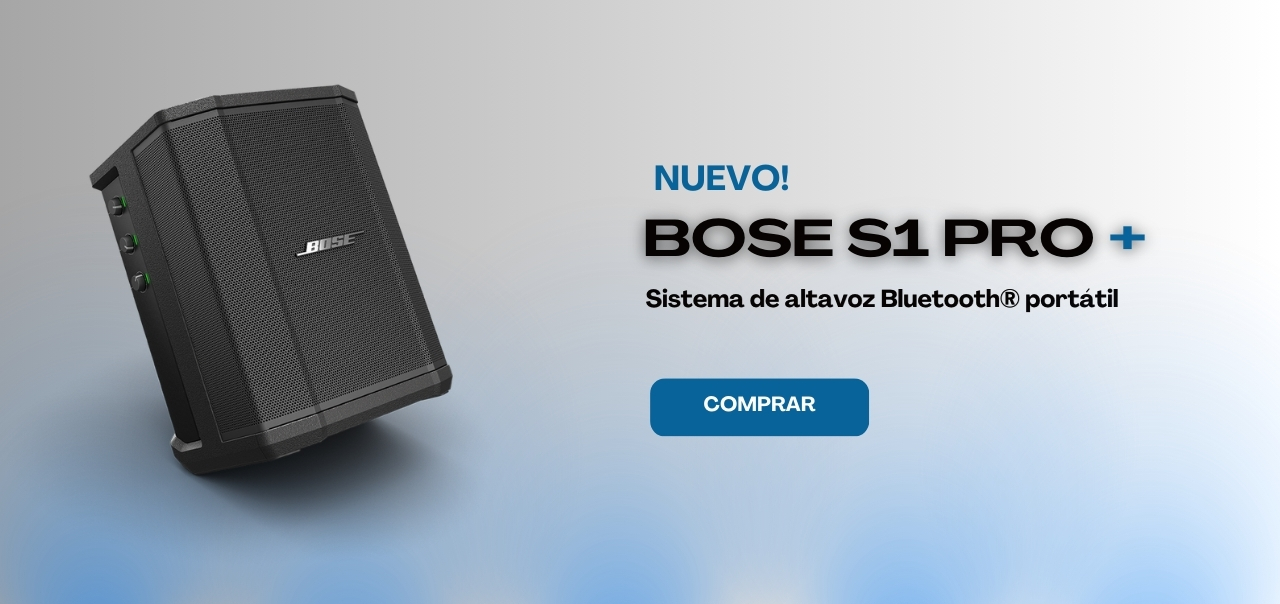 BOSE
NUEVO!
BOSE S1 PRO +
Sistema de altavoz Bluetooth® portátil
COMPRAR